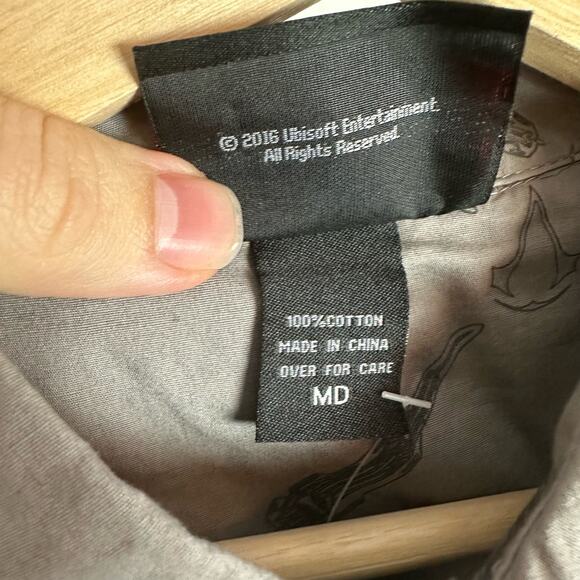 © 2016 Ubisoft Entertainment.
All Rights Reserved.
100%COTTON
MADE IN CHINA
OVER FOR CARE
MD